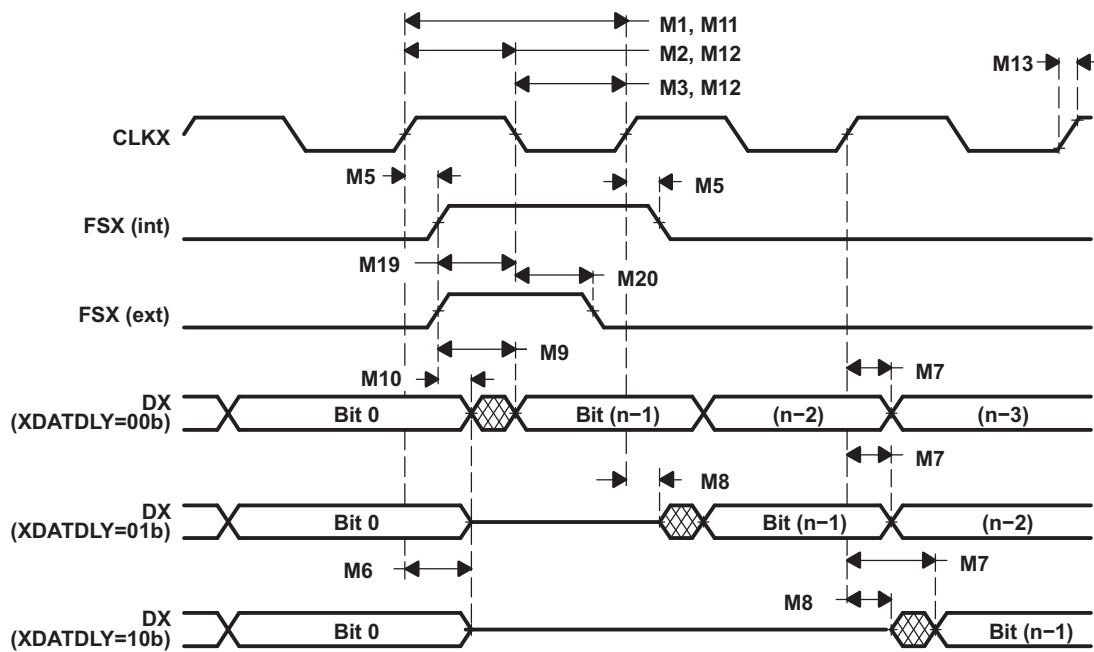 M1, M11
M2, M12
M13
M3, M12
CLKX
M5
M5
FSX (int)
M19
M20
FSX (ext)
M9
M7
M10
DX
(XDATDLY=00b)
Bit 0
Bit (n−1)
(n−2)
(n−3)
M7
M8
DX
(XDATDLY=01b)
Bit 0
Bit (n−1)
(n−2)
M6
M7
M8
DX
(XDATDLY=10b)
Bit 0
Bit (n−1)